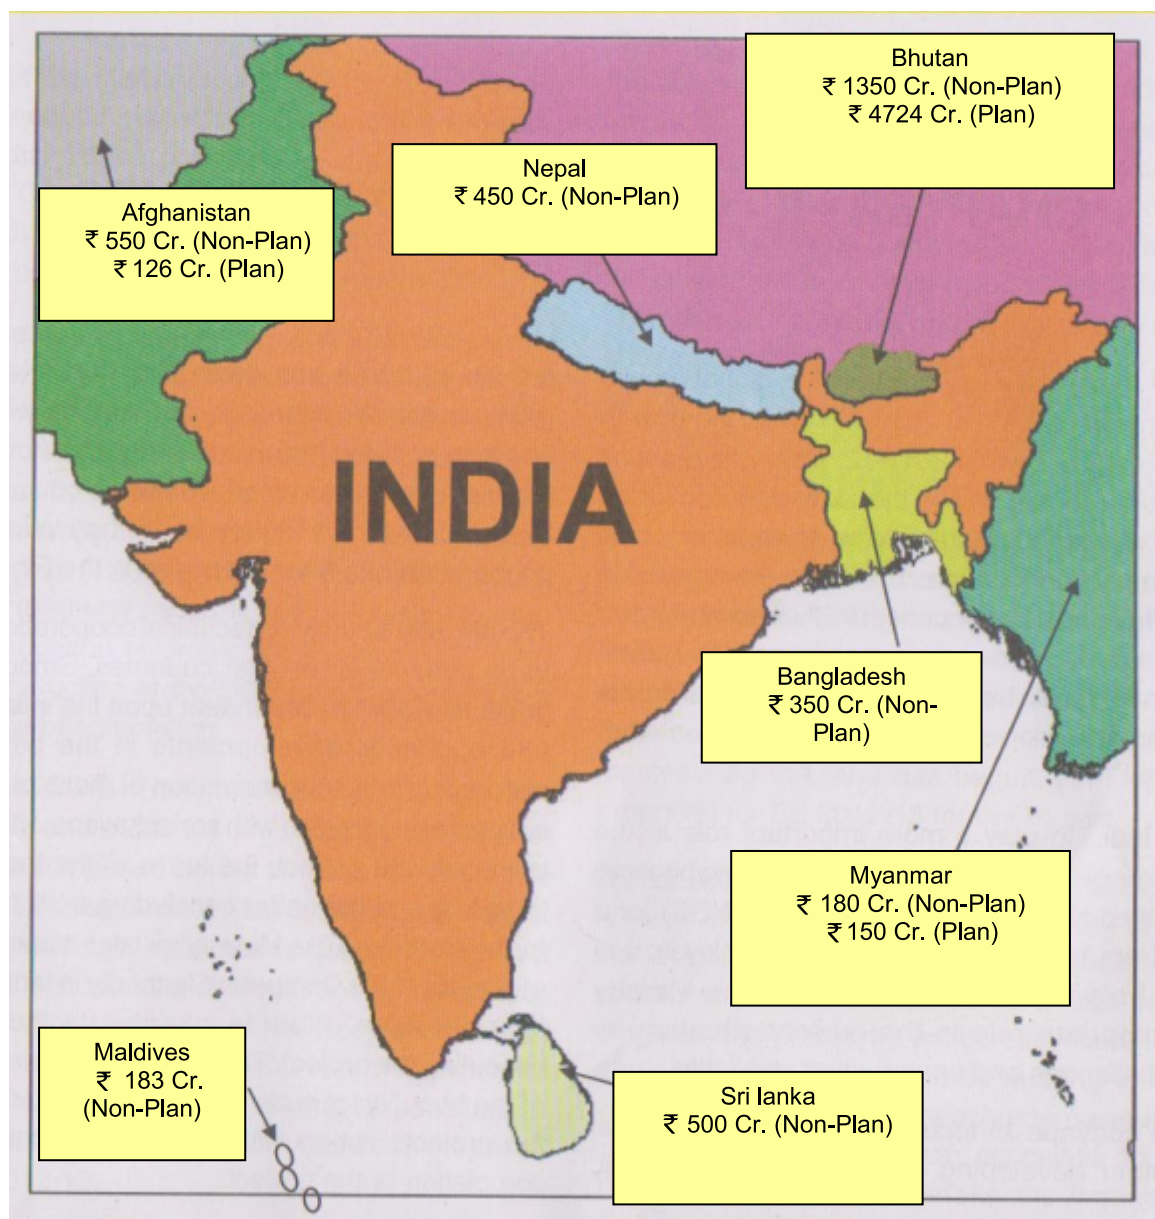 Bhutan
₹ 1350 Cr. (Non-Plan)
₹ 4724 Cr. (Plan)
Nepal
₹ 450 Cr. (Non-Plan)
Afghanistan
₹ 550 Cr. (Non-Plan)
₹ 126 Cr. (Plan)
INDIA
Bangladesh
₹ 350 Cr. (Non-
Plan)
Myanmar
₹ 180 Cr. (Non-Plan)
₹ 150 Cr. (Plan)
Maldives
₹ 183 Cr.
(Non-Plan)
Sri lanka
₹ 500 Cr. (Non-Plan)